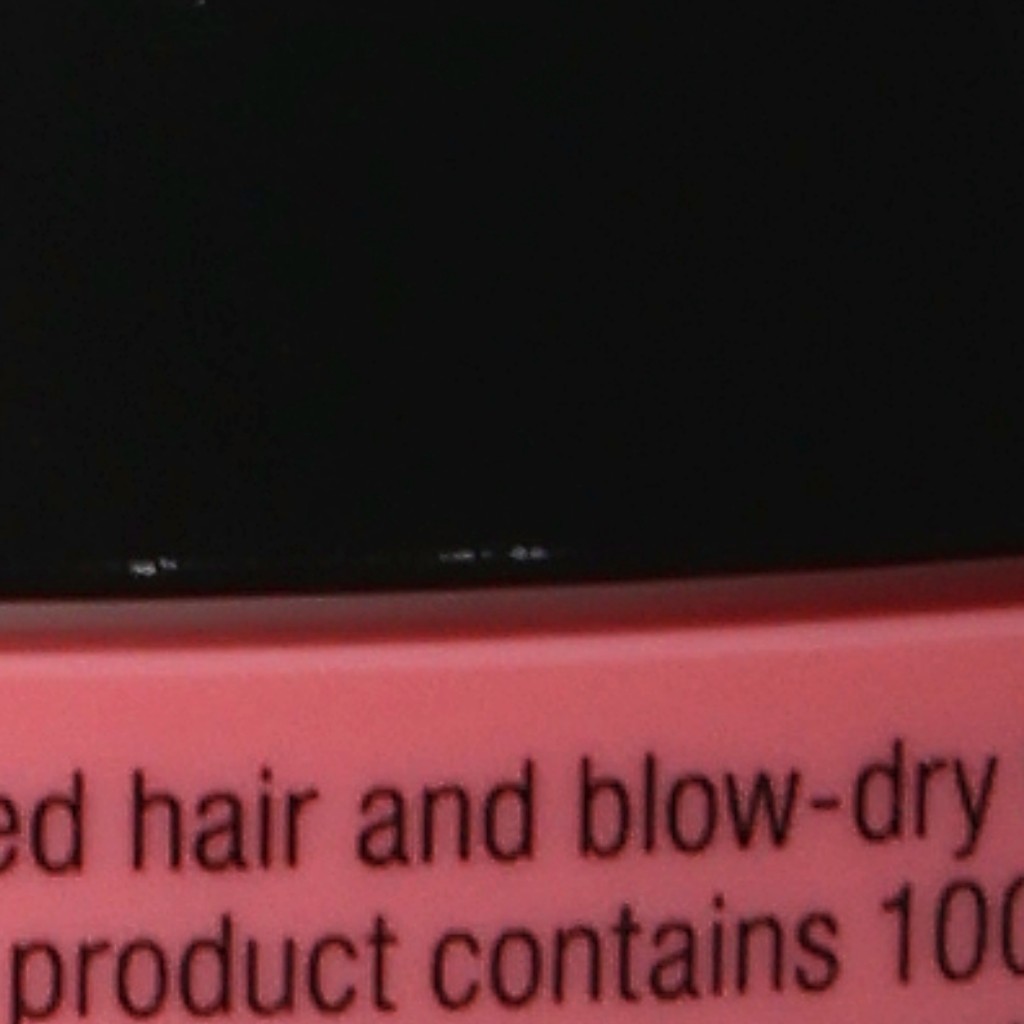 ed hair and blow-dry
product contains 100